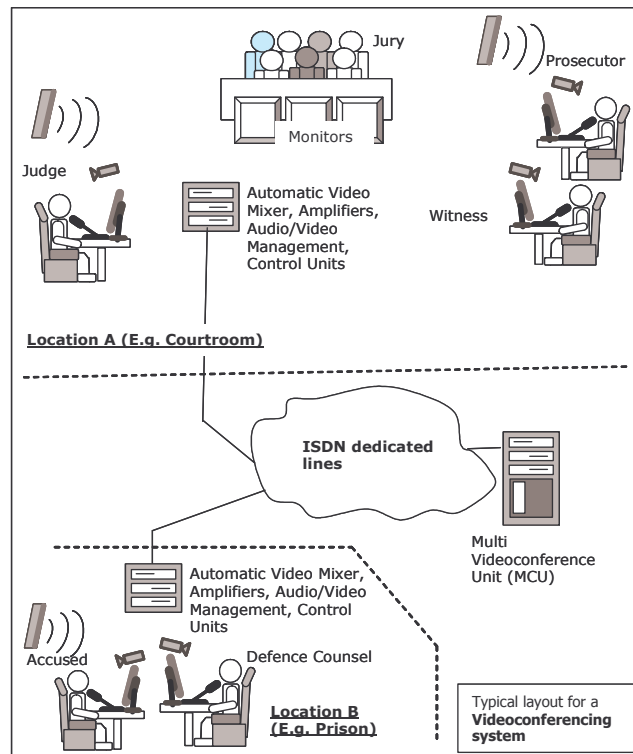 Jury
Prosecutor
Monitors
Judge
Witness
Automatic Video
Mixer, Amplifiers,
Audio/Video
Management,
Control Units
Location A (E.g. Courtroom)
ISDN dedicated
lines
Multi
Videoconference
Unit (MCU)
Automatic Video Mixer,
Amplifiers, Audio/Video
Management, Control
Units
Accused
Defence Counsel
Location B
(E.g. Prison)
Typical layout for a
Videoconferencing
system